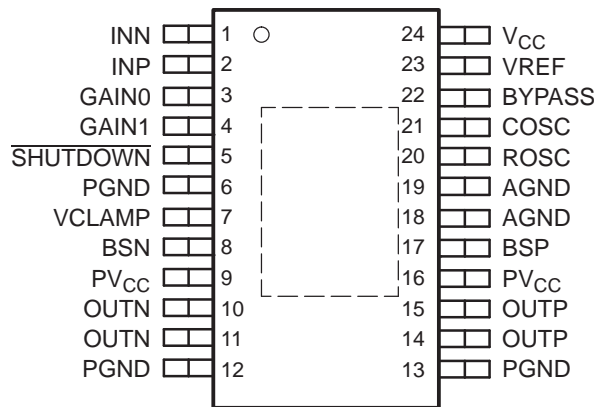 INN 1 24 VCC
INP 2 23 VREF
GAIN0 3 22 BYPASS
GAIN1 4 21 COSC
SHUTDOWN 5 20 ROSC
PGND 6 19 AGND
VCLAMP 7 18 AGND
BSN 8 17 BSP
PVCC 9 16 PVCC
OUTN 10 15 OUTP
OUTN 11 14 OUTP
PGND 12 13 PGND